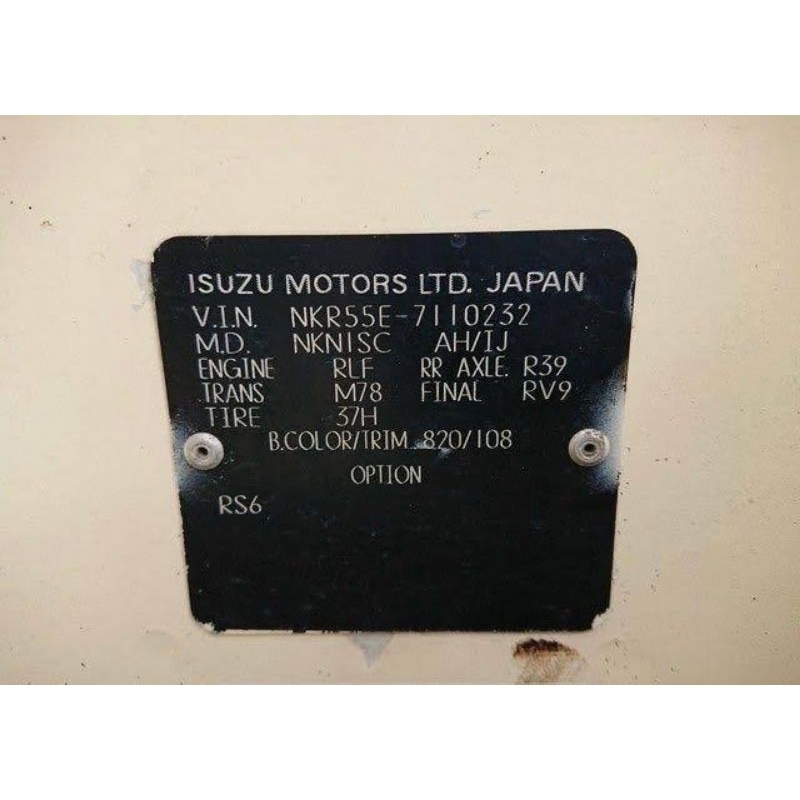 ISUZU MOTORS LTD. JAPAN
V.I.N. NKR55E-7110232
M.D. NKN1SC AH/IJ
ENGINE RLF RR AXLE. R39
TRANS M78 FINAL RV9
TIRE 37H
B.COLOR/TRIM 820/108
OPTION
RS6